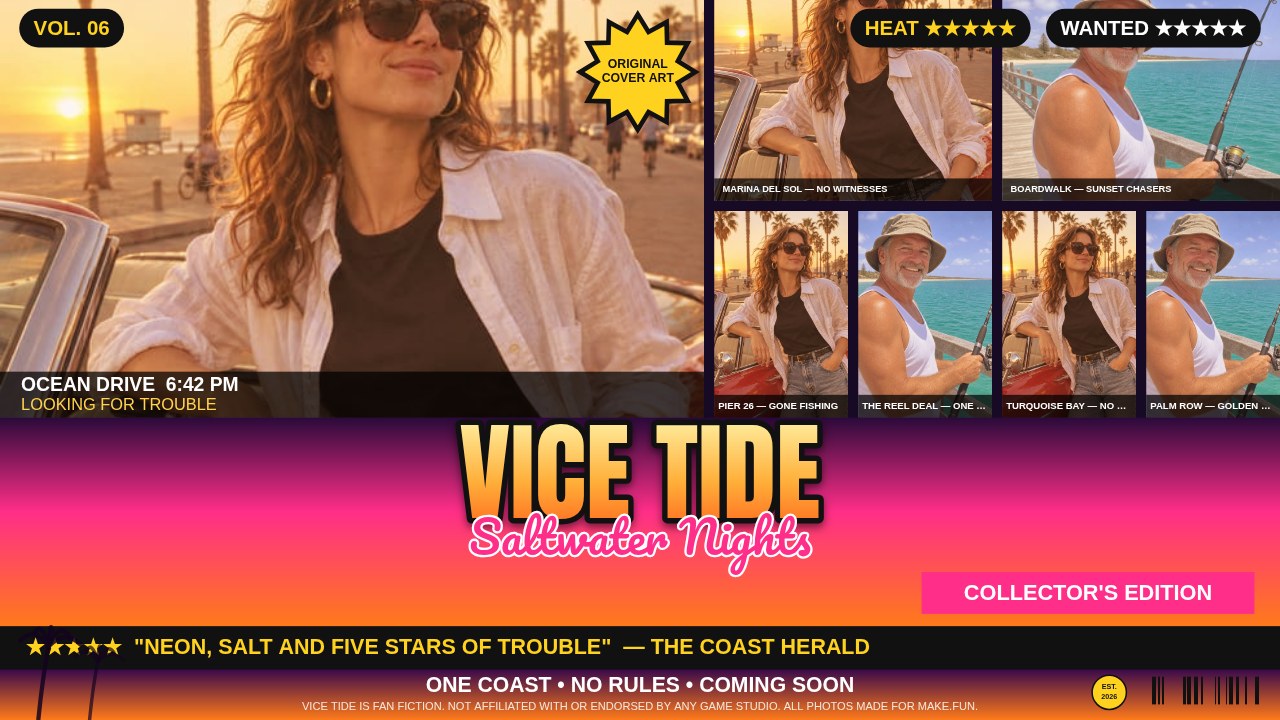 VOL. 06
ORIGINAL
COVER ART
HEAT ★★★★★
WANTED ★★★★★
MARINA DEL SOL — NO WITNESSES
BOARDWALK — SUNSET CHASERS
OCEAN DRIVE 6:42 PM
LOOKING FOR TROUBLE
PIER 26 — GONE FISHING
THE REEL DEAL — ONE ...
TURQUOISE BAY — NO ...
PALM ROW — GOLDEN ...
VICE TIDE
Saltwater Nights
COLLECTOR'S EDITION
★★★★★ "NEON, SALT AND FIVE STARS OF TROUBLE" — THE COAST HERALD
ONE COAST • NO RULES • COMING SOON
VICE TIDE IS FAN FICTION. NOT AFFILIATED WITH OR ENDORSED BY ANY GAME STUDIO. ALL PHOTOS MADE FOR MAKE.FUN.
EST.
2026